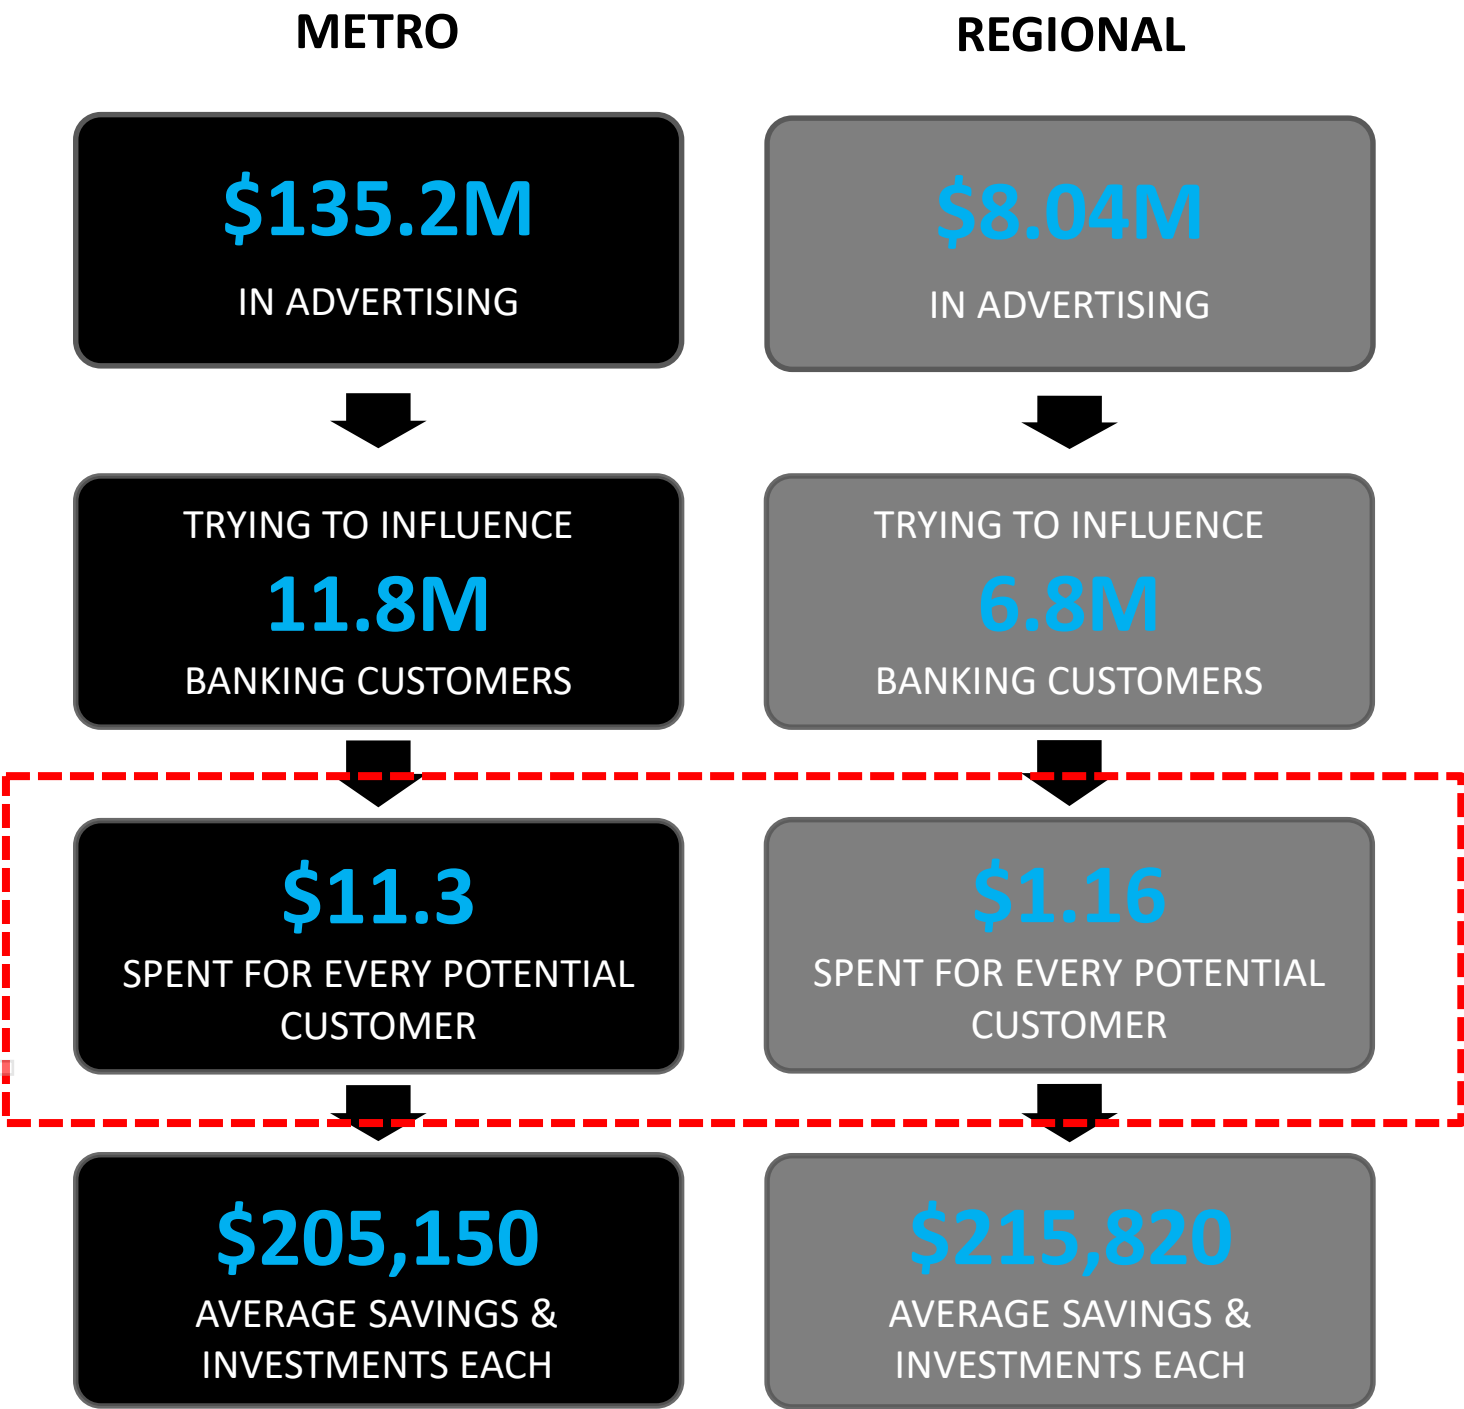 METRO
REGIONAL
$135.2M
IN ADVERTISING
$8.04M
IN ADVERTISING
TRYING TO INFLUENCE
11.8M
BANKING CUSTOMERS
TRYING TO INFLUENCE
6.8M
BANKING CUSTOMERS
$11.3
SPENT FOR EVERY POTENTIAL
CUSTOMER
$1.16
SPENT FOR EVERY POTENTIAL
CUSTOMER
$205,150
AVERAGE SAVINGS &
INVESTMENTS EACH
$215,820
AVERAGE SAVINGS &
INVESTMENTS EACH